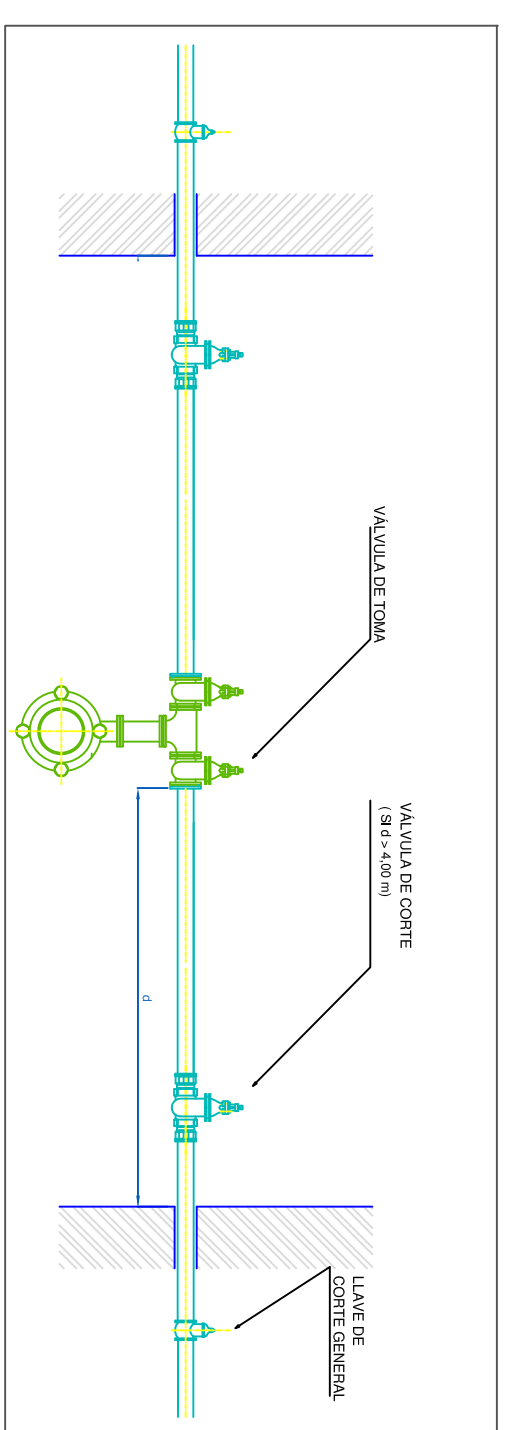 VÁLVULA DE TOMA
VÁLVULA DE CORTE
( SI d > 4,00 m)
d
LLAVE DE
CORTE GENERAL